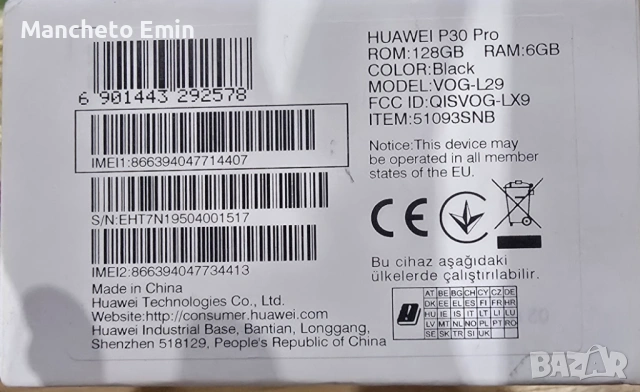 Mancheto Emin
HUAWEI P30 Pro
ROM:128GB RAM:6GB
COLOR:Black
MODEL:VOG-L29
FCC ID:QISVOG-LX9
ITEM:51093SNB
6 901443 292578
IMEI1:866394047714407
S/N:EHT7N19504001517
IMEI2:866394047734413
Made in China
Huawei Technologies Co., Ltd.
Website:http://consumer.huawei.com
Huawei Industrial Base, Bantian, Longgang,
Shenzhen 518129, People's Republic of China
Notice:This device may
be operated in all member
states of the EU.
CE
Bu cihaz aşağıdaki
ülkelerde çalıştırılabilir.
AT BE BG CH CY CZ DE
DK EE EL ES FI FR HR
HU IE IS IT LT LI LU
LV MT NL NO PL PT RO
SE SK TR SI UK
BAZAR